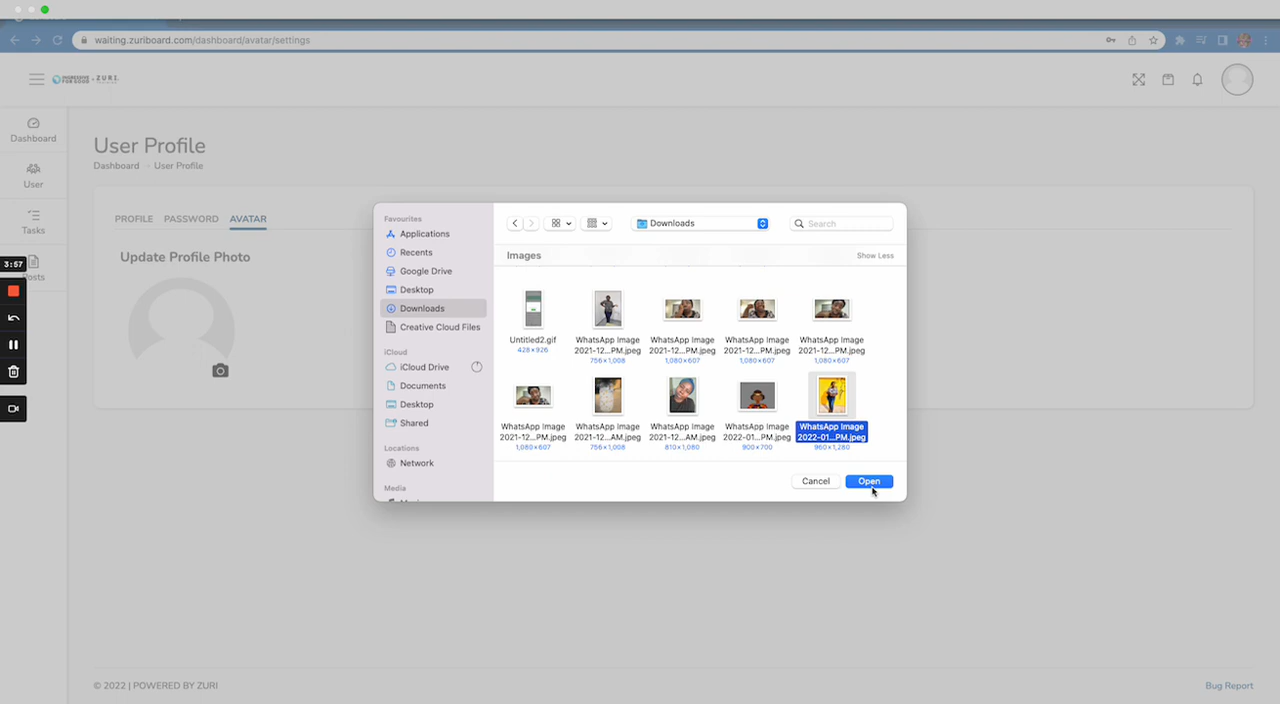 waiting.zuriboard.com/dashboard/avatar/settings
INGRESSIVE FOR GOOD × ZURI
Dashboard
User
Tasks
Posts
3:57
User Profile
Dashboard - User Profile
PROFILE PASSWORD AVATAR
Update Profile Photo
Favourites
Applications
Recents
Google Drive
Desktop
Downloads
Creative Cloud Files
iCloud
iCloud Drive
Documents
Desktop
Shared
Locations
Network
Media
Downloads
Search
Images
Show Less
Untitled2.gif
428×926
WhatsApp Image
2021-12...PM.jpeg
756×1,008
WhatsApp Image
2021-12...PM.jpeg
1,080×607
WhatsApp Image
2021-12...PM.jpeg
1,080×607
WhatsApp Image
2021-12...PM.jpeg
1,080×607
WhatsApp Image
2021-12...PM.jpeg
1,080×607
WhatsApp Image
2021-12...AM.jpeg
756×1,008
WhatsApp Image
2021-12...AM.jpeg
810×1,080
WhatsApp Image
2022-01...PM.jpeg
900×700
WhatsApp Image
2022-01...PM.jpeg
960×1,280
Cancel
Open
© 2022 | POWERED BY ZURI
Bug Report